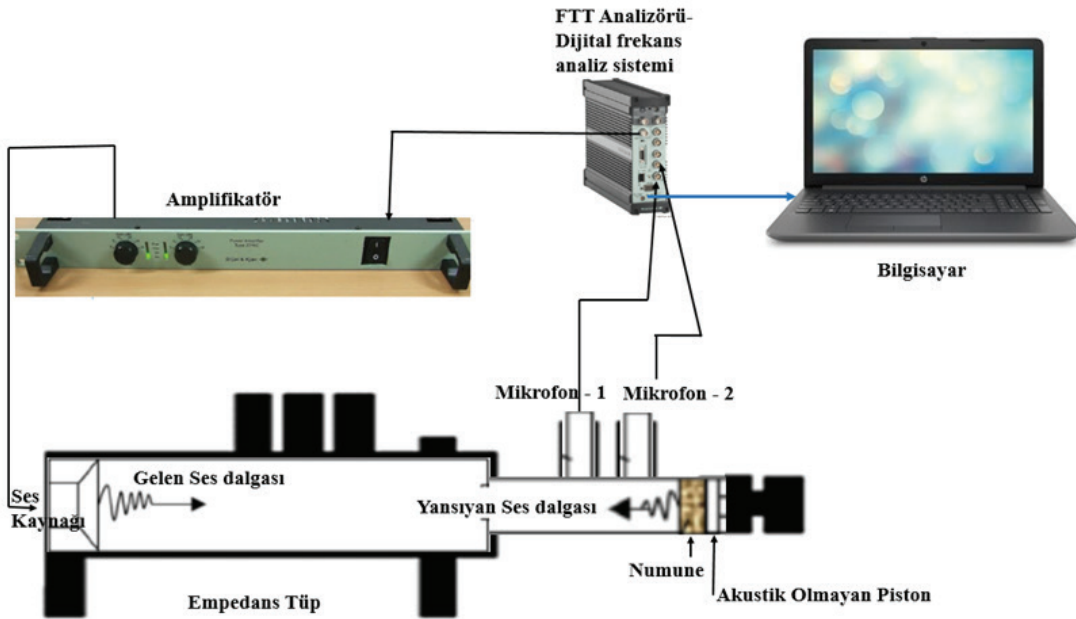 FTT Analizörü-
Dijital frekans
analiz sistemi
Amplifikatör
Bilgisayar
Mikrofon - 1
Mikrofon - 2
Gelen Ses dalgası
Ses
Kaynağı
Yansıyan Ses dalgası
Numune
Akustik Olmayan Piston
Empedans Tüp